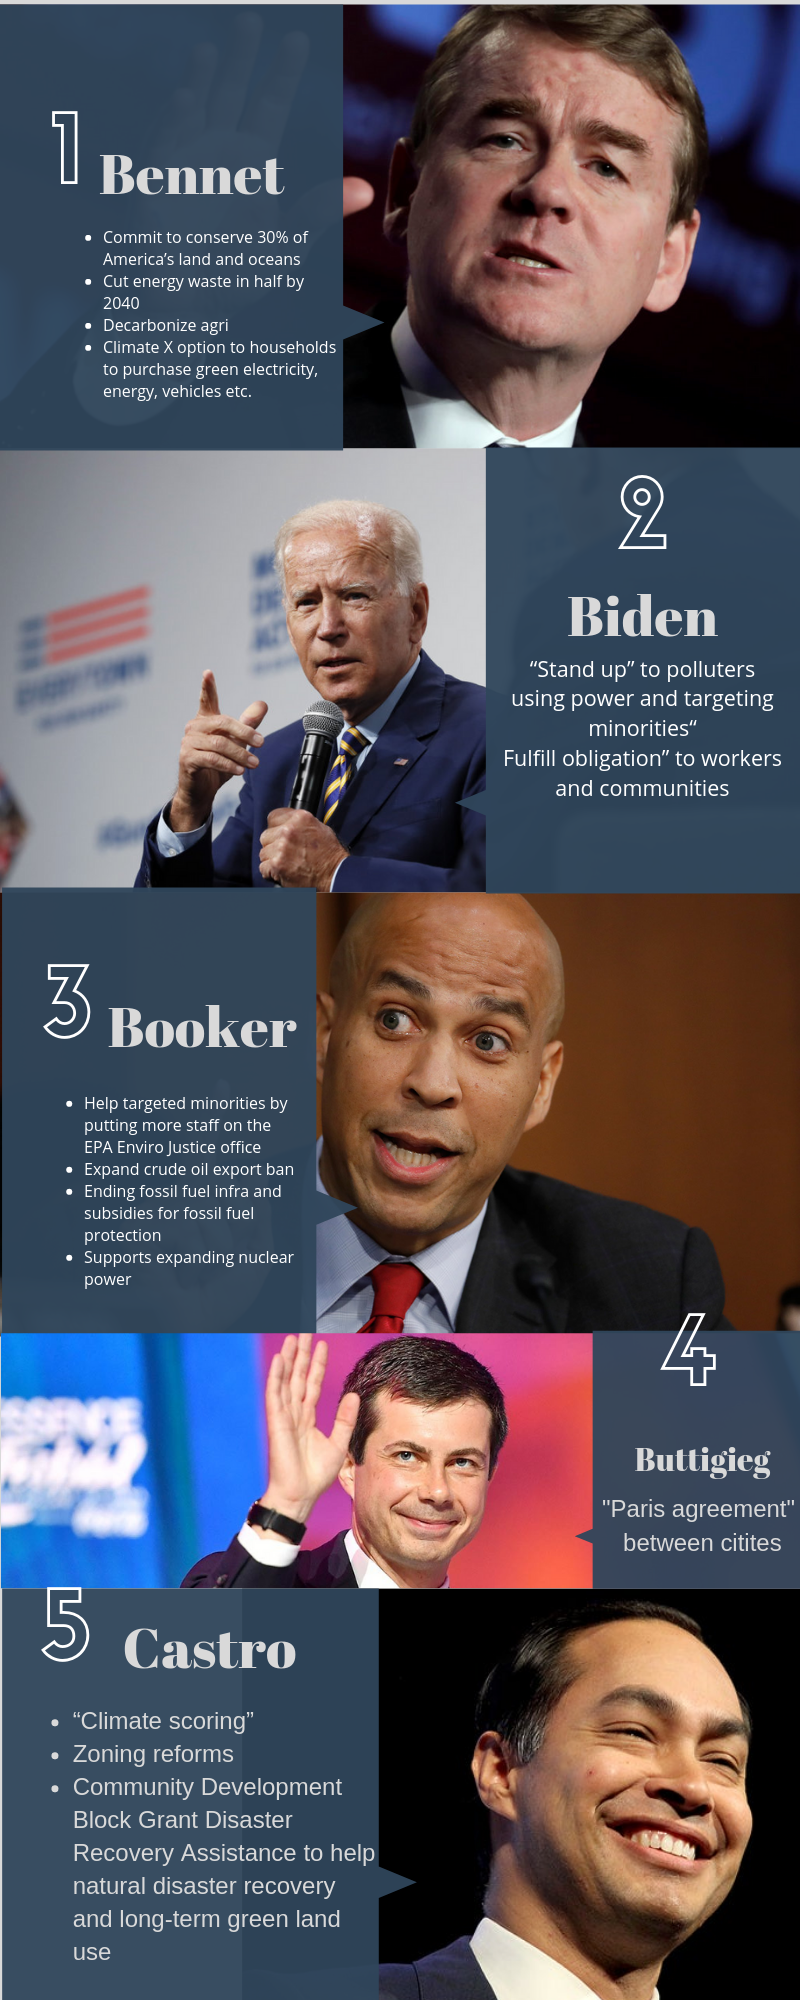 1
Bennet
• Commit to conserve 30% of
America’s land and oceans
• Cut energy waste in half by
2040
• Decarbonize agri
• Climate X option to households
to purchase green electricity,
energy, vehicles etc.
2
Biden
“Stand up” to polluters
using power and targeting
minorities“
Fulfill obligation” to workers
and communities
3
Booker
• Help targeted minorities by
putting more staff on the
EPA Enviro Justice office
• Expand crude oil export ban
• Ending fossil fuel infra and
subsidies for fossil fuel
protection
• Supports expanding nuclear
power
4
Buttigieg
"Paris agreement"
between citites
5
Castro
• “Climate scoring”
• Zoning reforms
• Community Development
Block Grant Disaster
Recovery Assistance to help
natural disaster recovery
and long-term green land
use